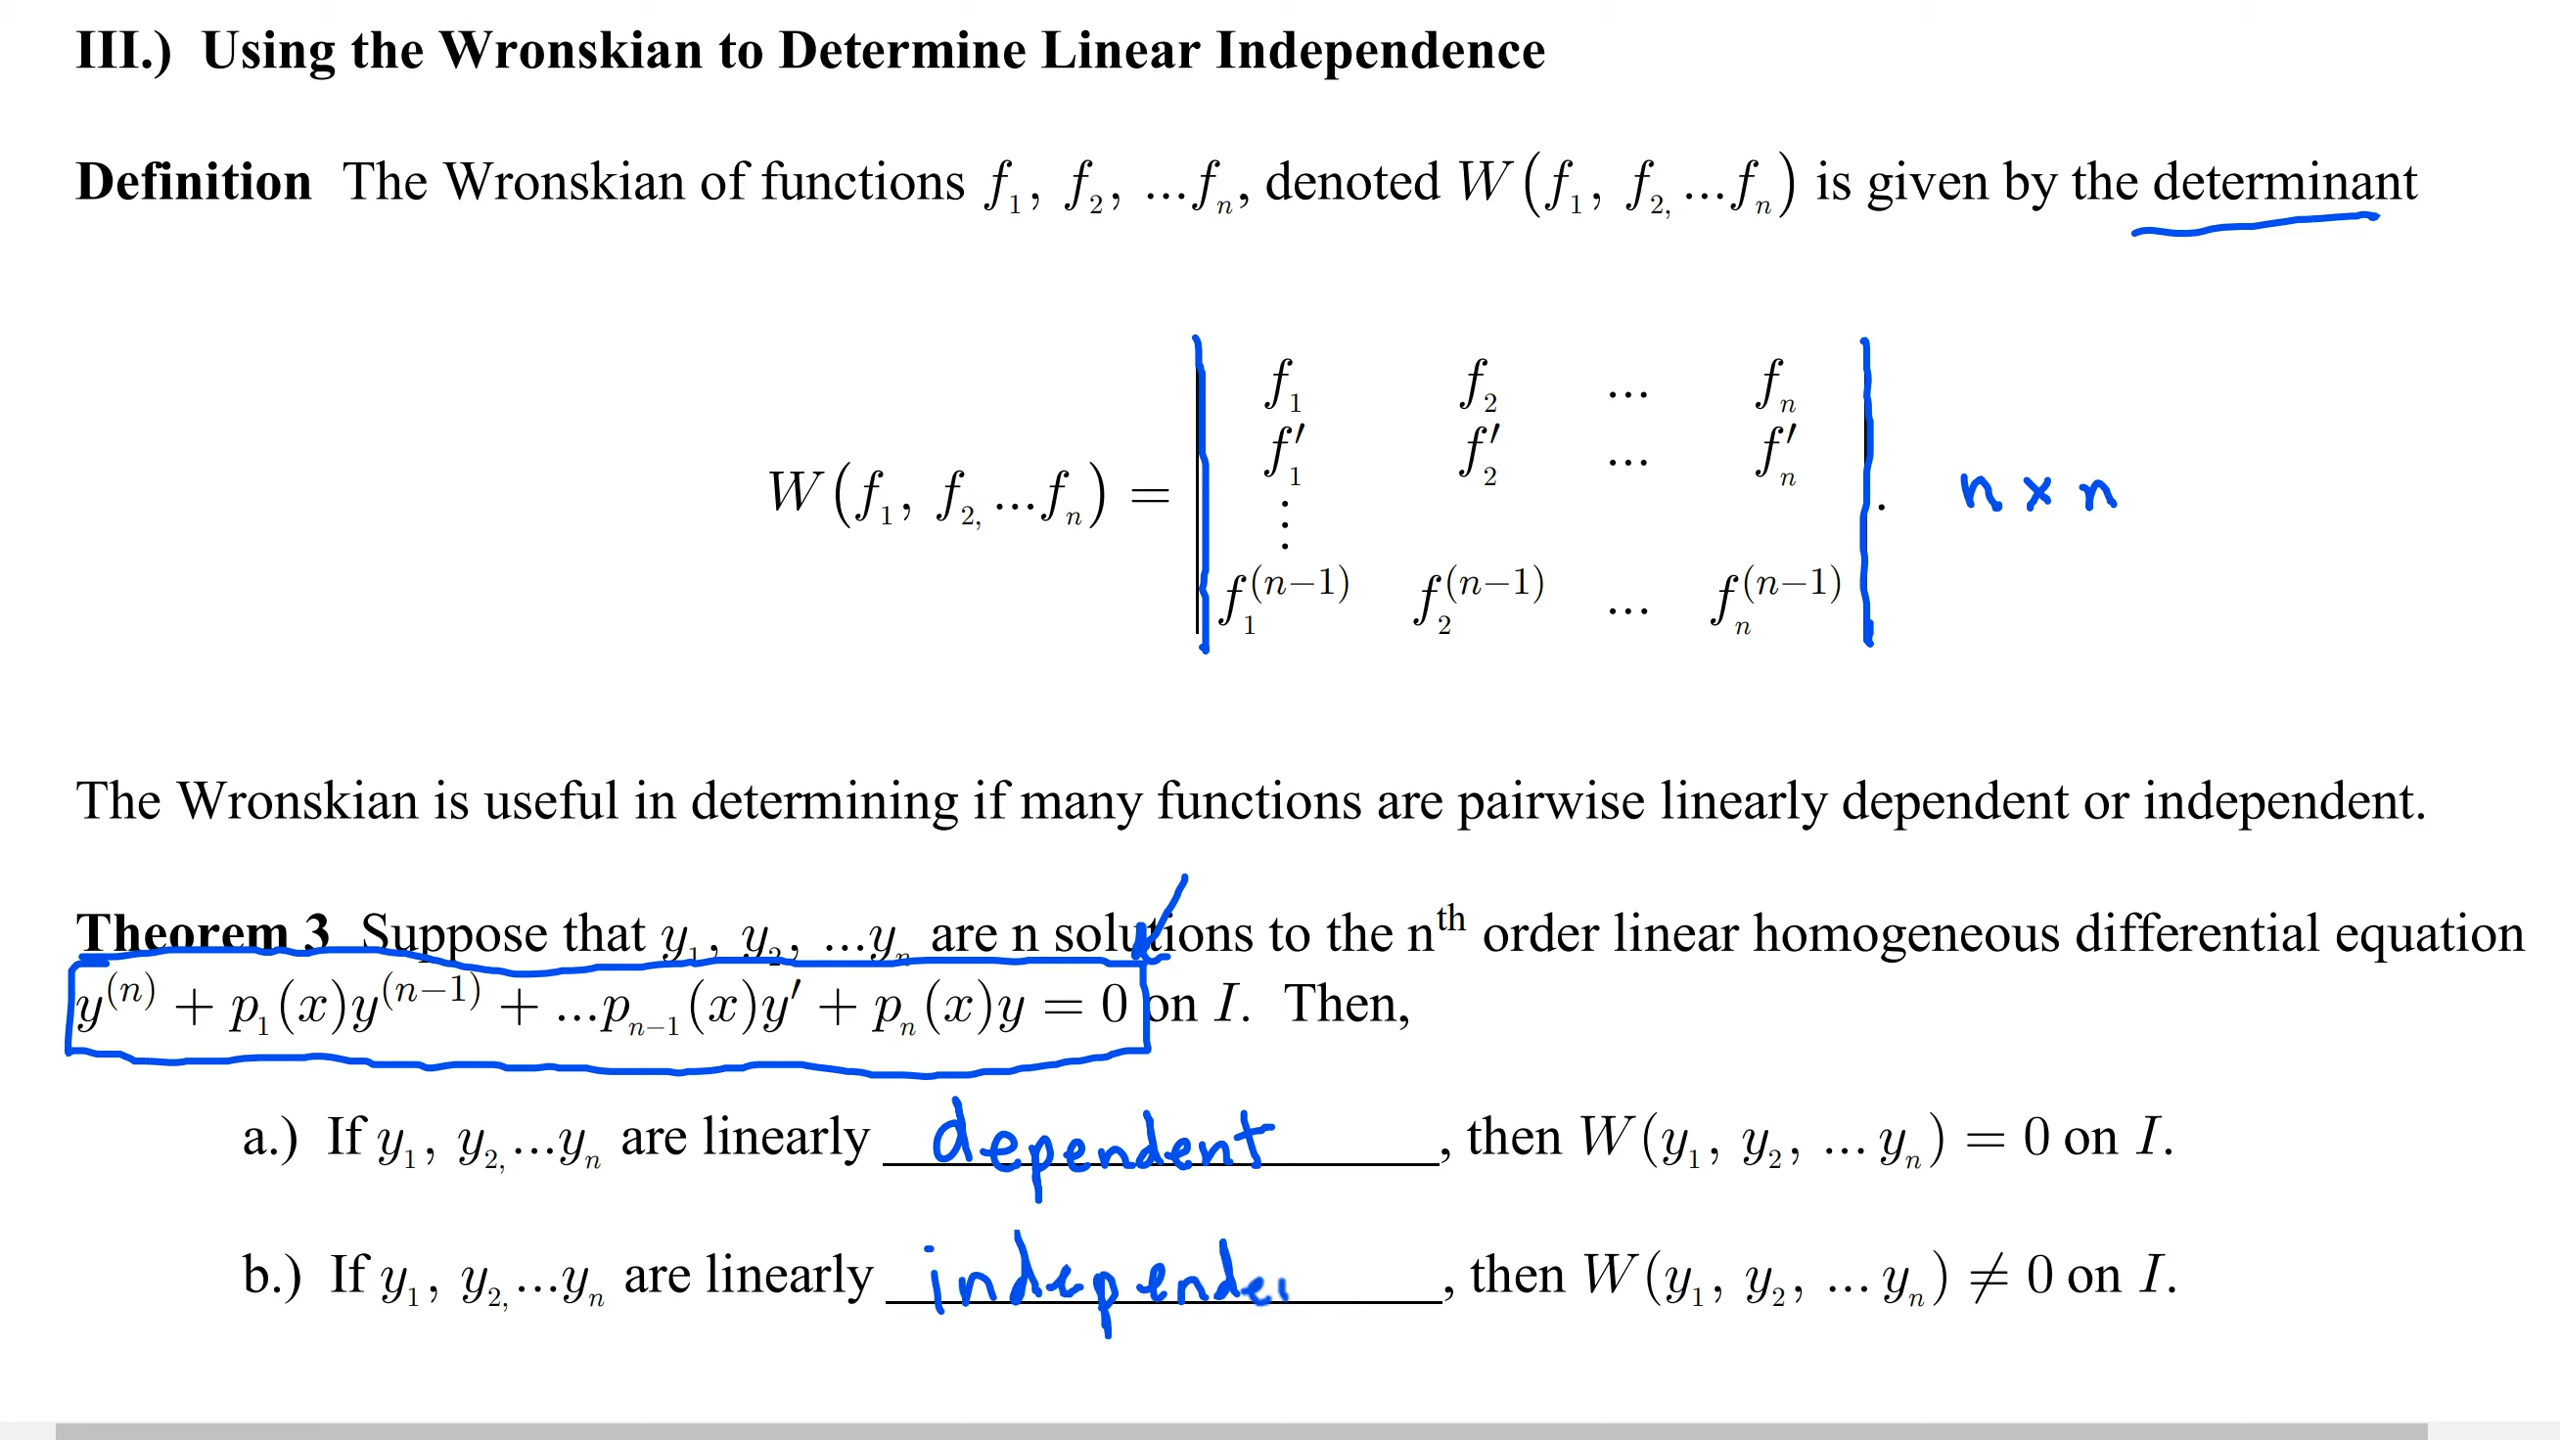 III.) Using the Wronskian to Determine Linear Independence
Definition The Wronskian of functions f₁, f₂, ...fₙ, denoted W(f₁, f₂, ...fₙ) is given by the determinant
f₁ f₂ ... fₙ
f′₁ f′₂ ... f′ₙ
W(f₁, f₂, ...fₙ) = . n × n
⋮
f₁⁽ⁿ⁻¹⁾ f₂⁽ⁿ⁻¹⁾ ... fₙ⁽ⁿ⁻¹⁾
The Wronskian is useful in determining if many functions are pairwise linearly dependent or independent.
Theorem 3 Suppose that y₁, y₂, ...yₙ are n solutions to the nᵗʰ order linear homogeneous differential equation
y⁽ⁿ⁾ + p₁(x)y⁽ⁿ⁻¹⁾ + ...pₙ₋₁(x)y′ + pₙ(x)y = 0 on I. Then,
a.) If y₁, y₂, ...yₙ are linearly dependent, then W(y₁, y₂, ... yₙ) = 0 on I.
b.) If y₁, y₂, ...yₙ are linearly independe, then W(y₁, y₂, ... yₙ) ≠ 0 on I.